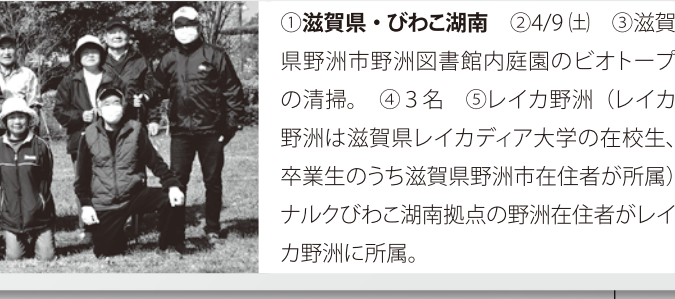 ①滋賀県・びわこ湖南　②4/9㈯　③滋賀
県野洲市野洲図書館内庭園のビオトープ
の清掃。　④３名　⑤レイカ野洲（レイカ
野洲は滋賀県レイカディア大学の在校生、
卒業生のうち滋賀県野洲市在住者が所属）
ナルクびわこ湖南拠点の野洲在住者がレイ
カ野洲に所属。